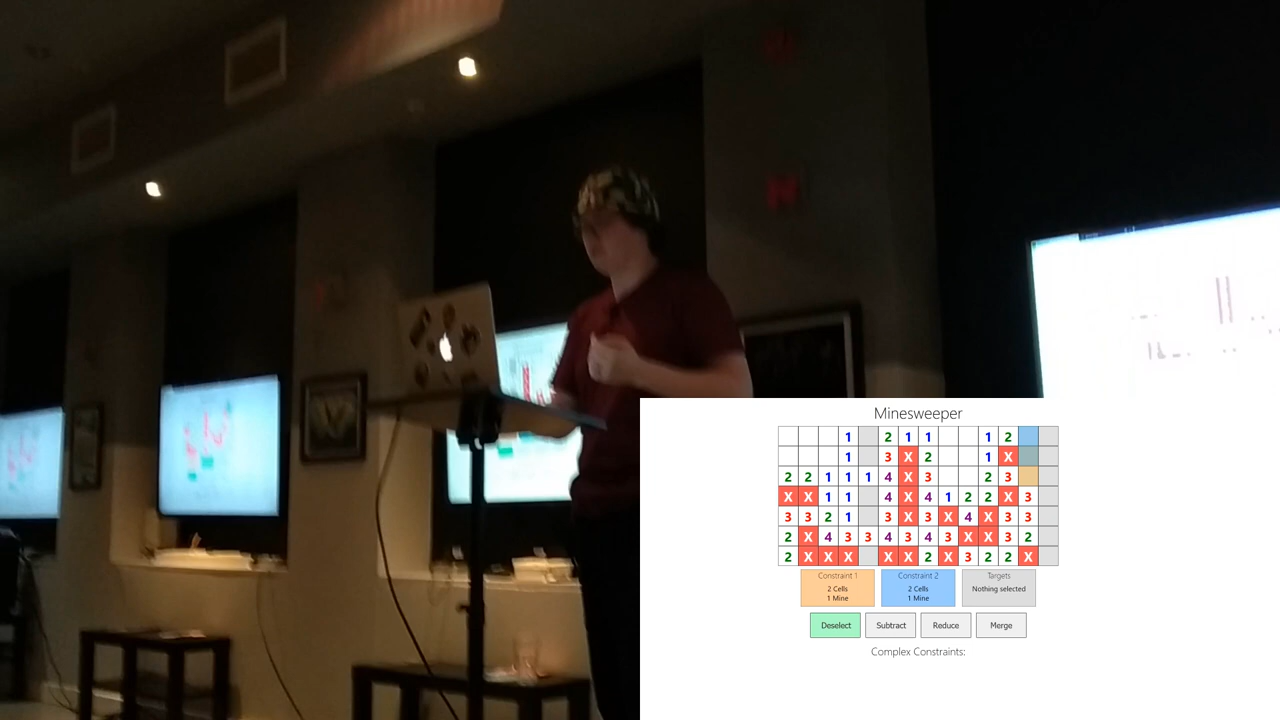 Minesweeper
1 2 1 1 1 2
1 3 X 2 1 X
2 2 1 1 1 4 X 3 2 3
X X 1 1 4 X 4 1 2 2 X 3
3 3 2 1 3 X 3 X 4 X 3 3
2 X 4 3 3 4 3 4 3 X X 3 2
2 X X X X X 2 X 3 2 2 X
Constraint 1 Constraint 2 Targets
2 Cells 2 Cells Nothing selected
1 Mine 1 Mine
Deselect Subtract Reduce Merge
Complex Constraints: